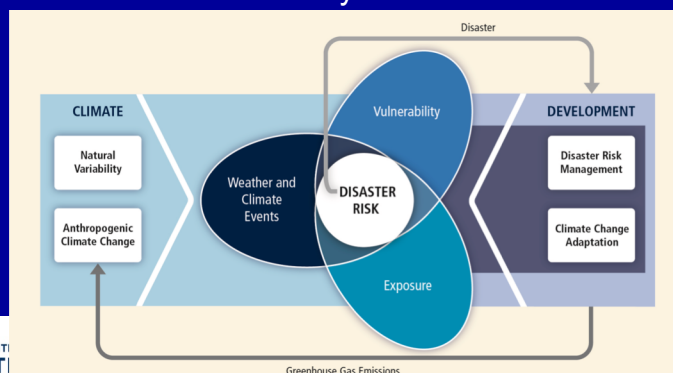 Disaster
CLIMATE
Natural
Variability
Anthropogenic
Climate Change
Weather and
Climate
Events
Vulnerability
DISASTER
RISK
Exposure
DEVELOPMENT
Disaster Risk
Management
Climate Change
Adaptation
Greenhouse Gas Emissions